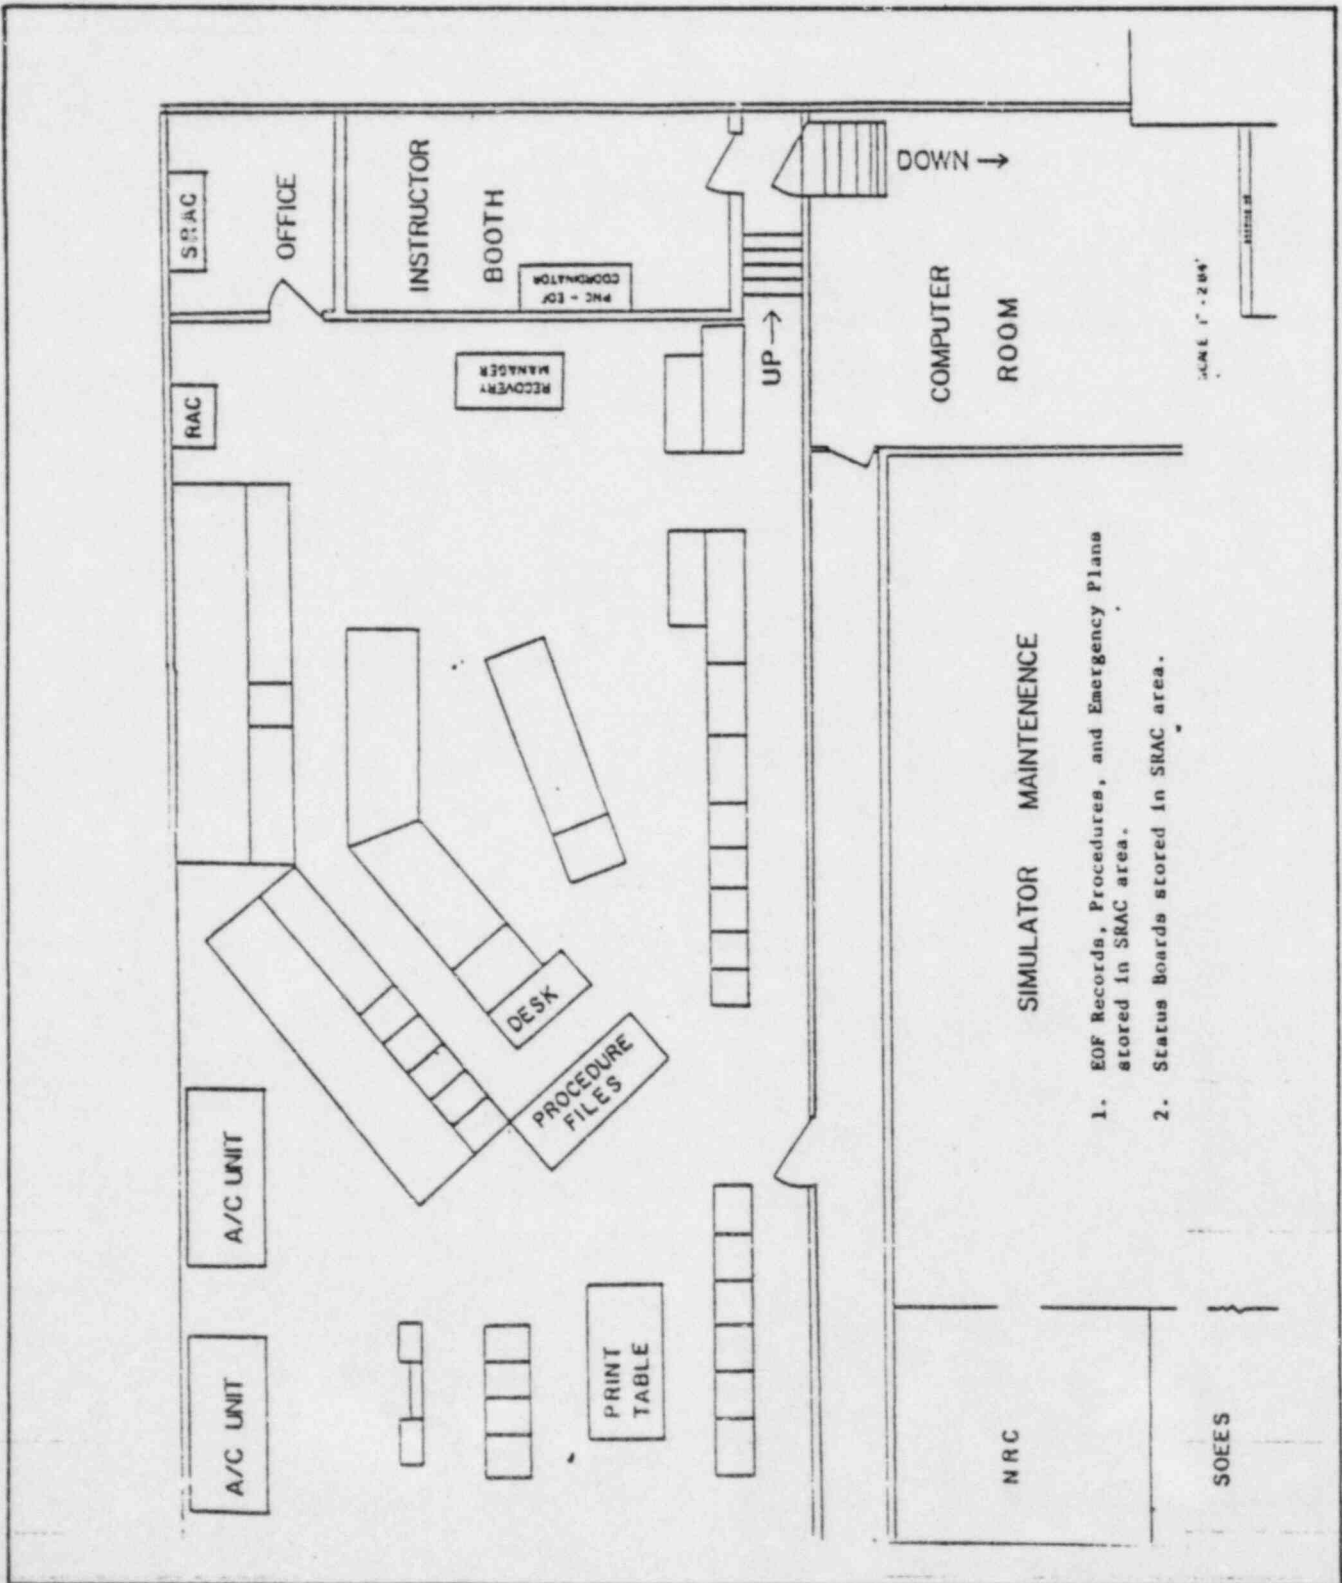 SRAC
OFFICE
INSTRUCTOR
BOOTH
PNC - EOF
COORDINATOR
RAC
RECOVERY
MANAGER
UP →
DOWN →
COMPUTER
ROOM
DESK
PROCEDURE
FILES
A/C UNIT
A/C UNIT
PRINT
TABLE
SIMULATOR MAINTENENCE
1. EOF Records, Procedures, and Emergency Plans
stored in SRAC area.
2. Status Boards stored in SRAC area.
NRC
SOEES
SCALE